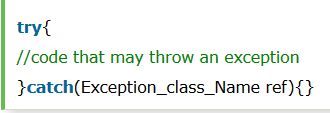 try{
//code that may throw an exception
}catch(Exception_class_Name ref){}